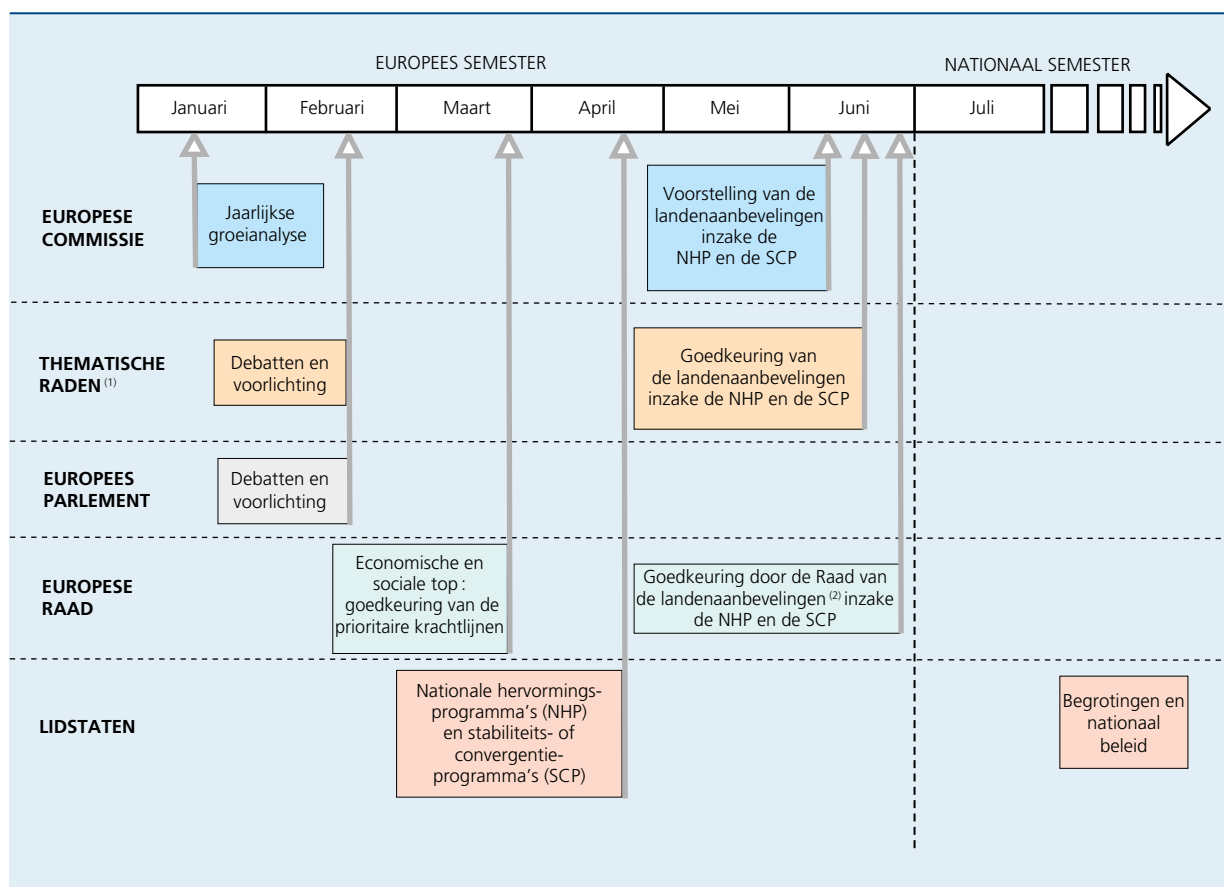 EUROPEES SEMESTER
NATIONAAL SEMESTER
Januari
Februari
Maart
April
Mei
Juni
Juli
EUROPESE
COMMISSIE
Jaarlijkse
groeianalyse
Voorstelling van de
landenaanbevelingen
inzake de
NHP en de SCP
THEMATISCHE
RADEN (1)
Debatten en
voorlichting
Goedkeuring van
de landenaanbevelingen
inzake de NHP en de SCP
EUROPEES
PARLEMENT
Debatten en
voorlichting
EUROPESE
RAAD
Economische en
sociale top :
goedkeuring van de
prioritaire krachtlijnen
Goedkeuring door de Raad van
de landenaanbevelingen (2) inzake
de NHP en de SCP
LIDSTATEN
Nationale hervormings-
programma's (NHP)
en stabiliteits- of
convergentie-
programma's (SCP)
Begrotingen en
nationaal
beleid